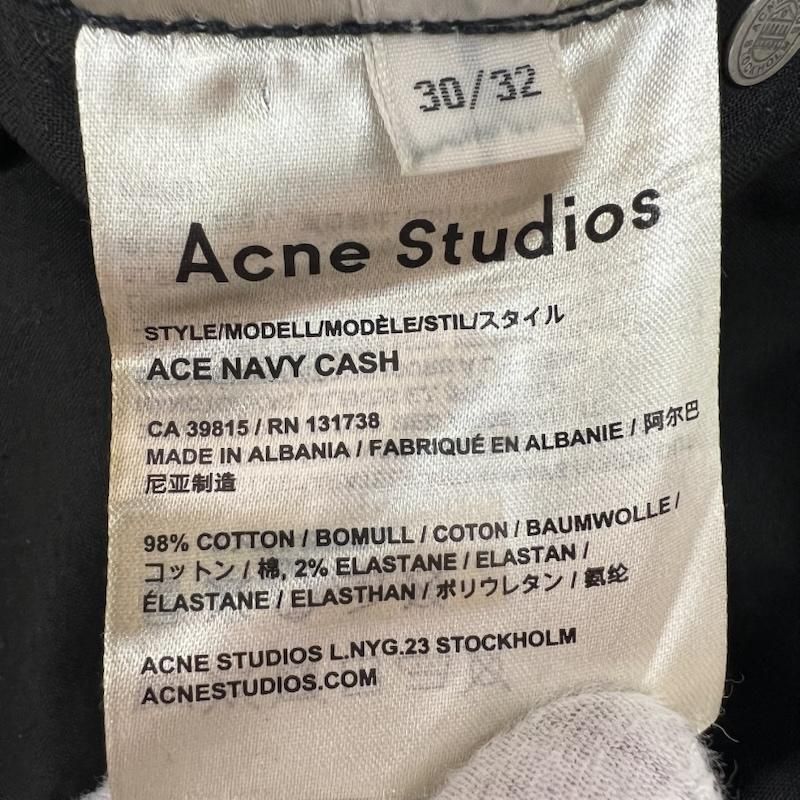 30/32
Acne Studios
STYLE/MODELL/MODÈLE/STIL/スタイル
ACE NAVY CASH
CA 39815 / RN 131738
MADE IN ALBANIA / FABRIQUÉ EN ALBANIE / 阿尔巴
尼亚制造
98% COTTON / BOMULL / COTON / BAUMWOLLE /
コットン / 棉, 2% ELASTANE / ELASTAN /
ÉLASTANE / ELASTHAN / ポリウレタン / 氨纶
ACNE STUDIOS L.NYG.23 STOCKHOLM
ACNESTUDIOS.COM